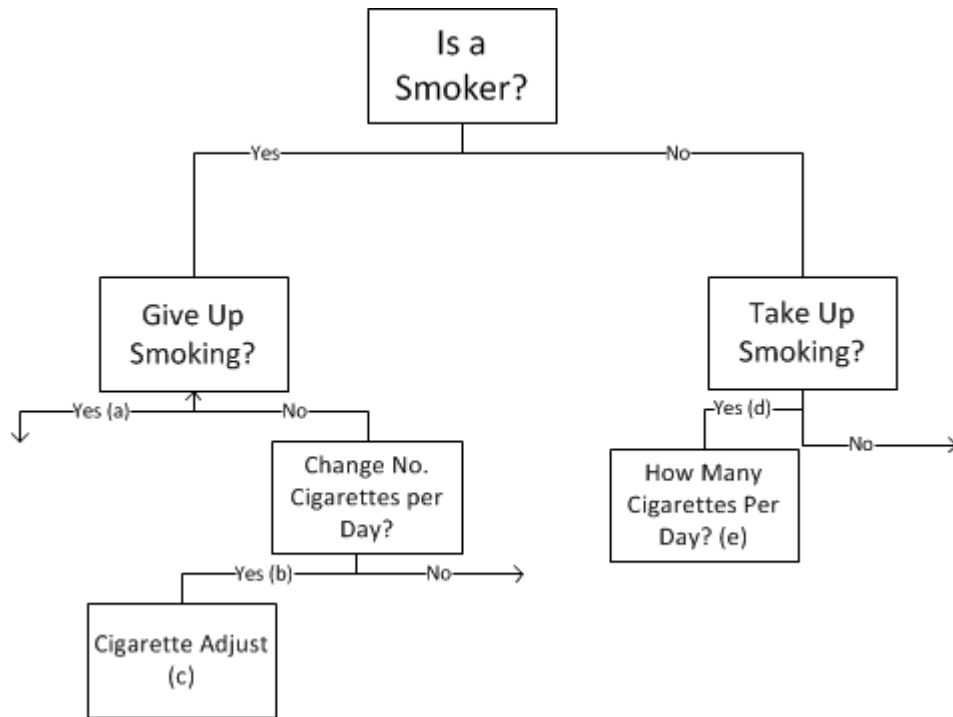 Is a
Smoker?
Yes
No
Give Up
Smoking?
Take Up
Smoking?
Yes (a)
No
Yes (d)
No
Change No.
Cigarettes per
Day?
How Many
Cigarettes Per
Day? (e)
Yes (b)
No
Cigarette Adjust
(c)